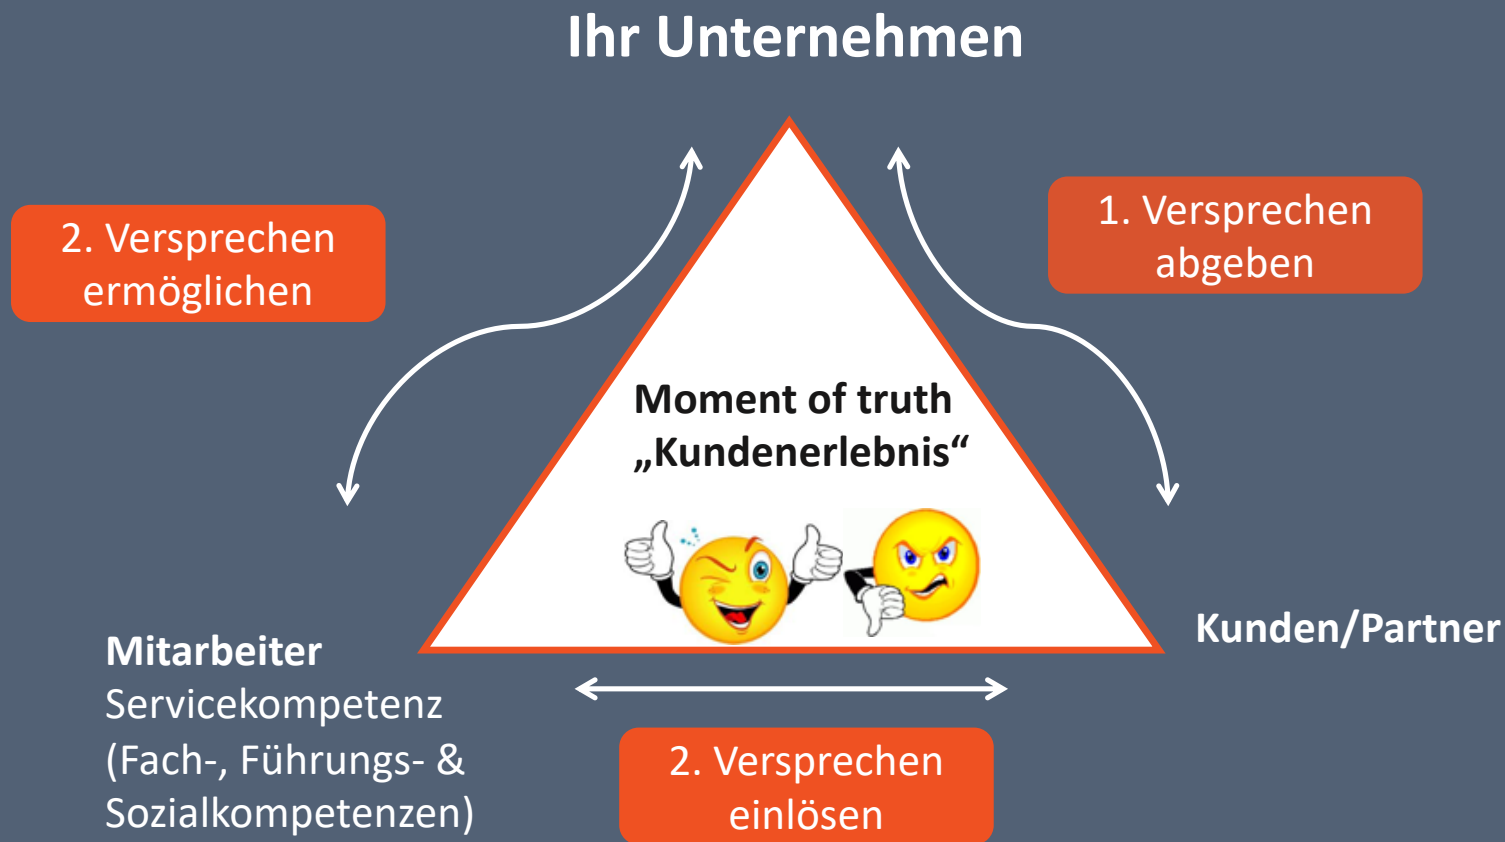 Ihr Unternehmen
2. Versprechen
ermöglichen
1. Versprechen
abgeben
Moment of truth
„Kundenerlebnis“
Mitarbeiter
Servicekompetenz
(Fach-, Führungs- &
Sozialkompetenzen)
Kunden/Partner
2. Versprechen
einlösen